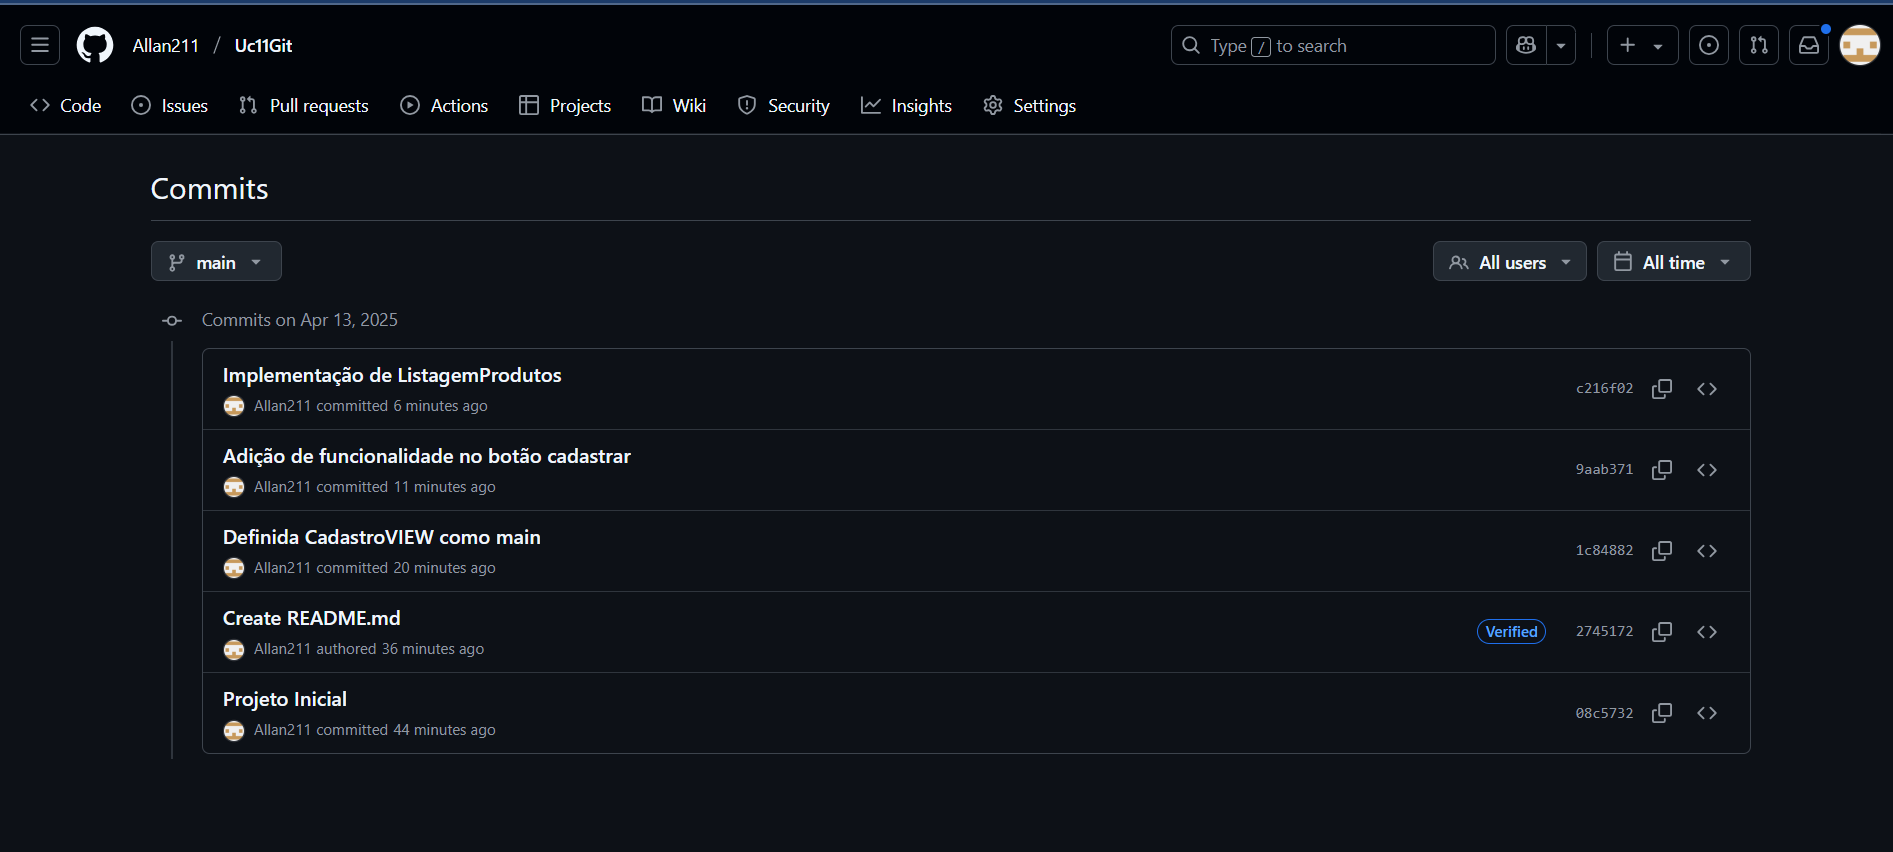 Allan211 / Uc11Git
Type / to search
Code
Issues
Pull requests
Actions
Projects
Wiki
Security
Insights
Settings
Commits
main
All users
All time
Commits on Apr 13, 2025
Implementação de ListagemProdutos
Allan211 committed 6 minutes ago
c216f02
Adição de funcionalidade no botão cadastrar
Allan211 committed 11 minutes ago
9aab371
Definida CadastroVIEW como main
Allan211 committed 20 minutes ago
1c84882
Create README.md
Allan211 authored 36 minutes ago
Verified
2745172
Projeto Inicial
Allan211 committed 44 minutes ago
08c5732